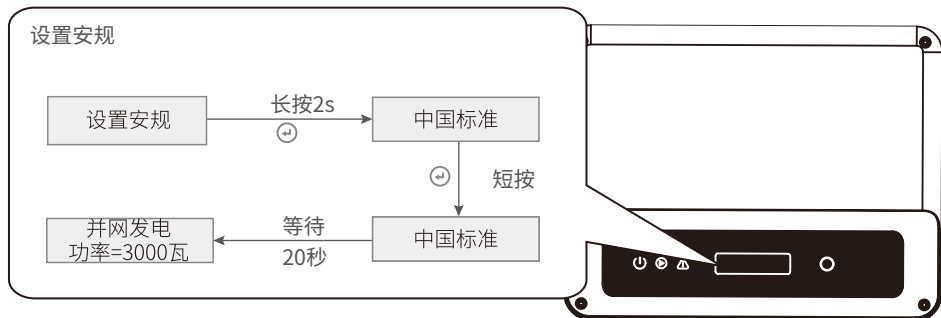 设置安规
设置安规
长按2s
中国标准
短按
中国标准
等待
20秒
并网发电
功率=3000瓦